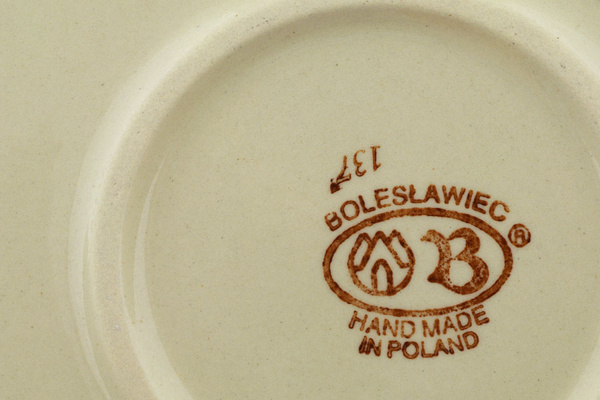 137
BOLESŁAWIEC
B ®
HAND MADE
IN POLAND